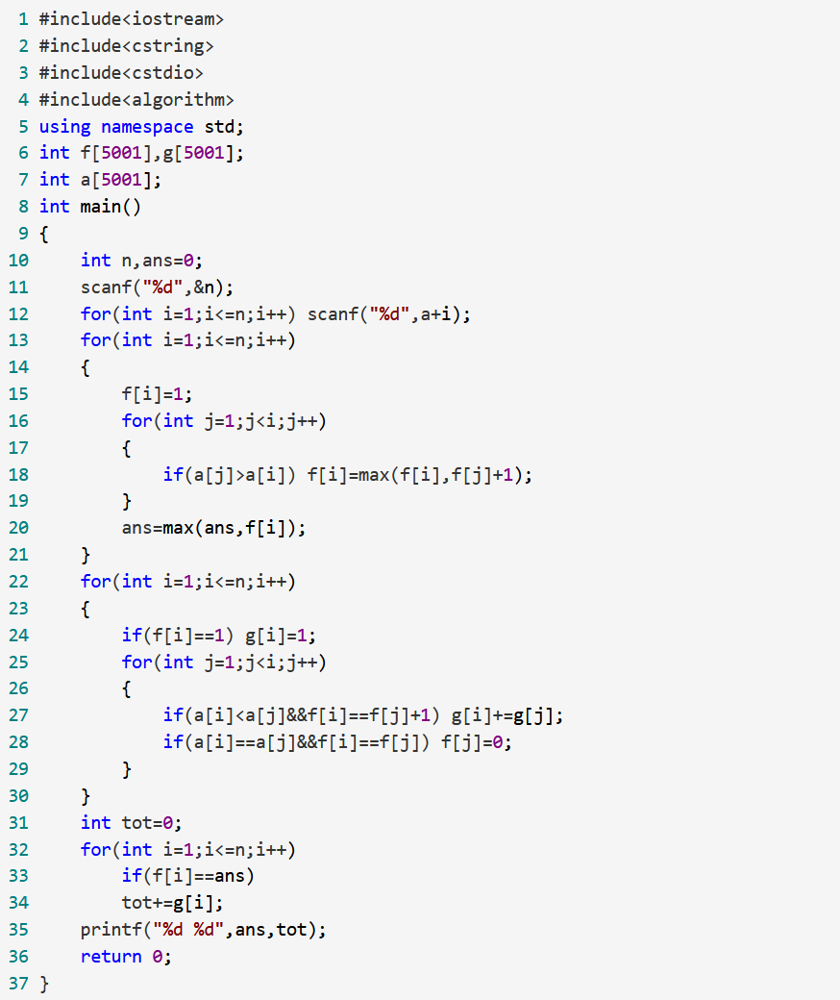 1 #include<iostream>
2 #include<cstring>
3 #include<cstdio>
4 #include<algorithm>
5 using namespace std;
6 int f[5001],g[5001];
7 int a[5001];
8 int main()
9 {
10     int n,ans=0;
11     scanf("%d",&n);
12     for(int i=1;i<=n;i++) scanf("%d",a+i);
13     for(int i=1;i<=n;i++)
14     {
15         f[i]=1;
16         for(int j=1;j<i;j++)
17         {
18             if(a[j]>a[i]) f[i]=max(f[i],f[j]+1);
19         }
20         ans=max(ans,f[i]);
21     }
22     for(int i=1;i<=n;i++)
23     {
24         if(f[i]==1) g[i]=1;
25         for(int j=1;j<i;j++)
26         {
27             if(a[i]<a[j]&&f[i]==f[j]+1) g[i]+=g[j];
28             if(a[i]==a[j]&&f[i]==f[j]) f[j]=0;
29         }
30     }
31     int tot=0;
32     for(int i=1;i<=n;i++)
33         if(f[i]==ans)
34         tot+=g[i];
35     printf("%d %d",ans,tot);
36     return 0;
37 }